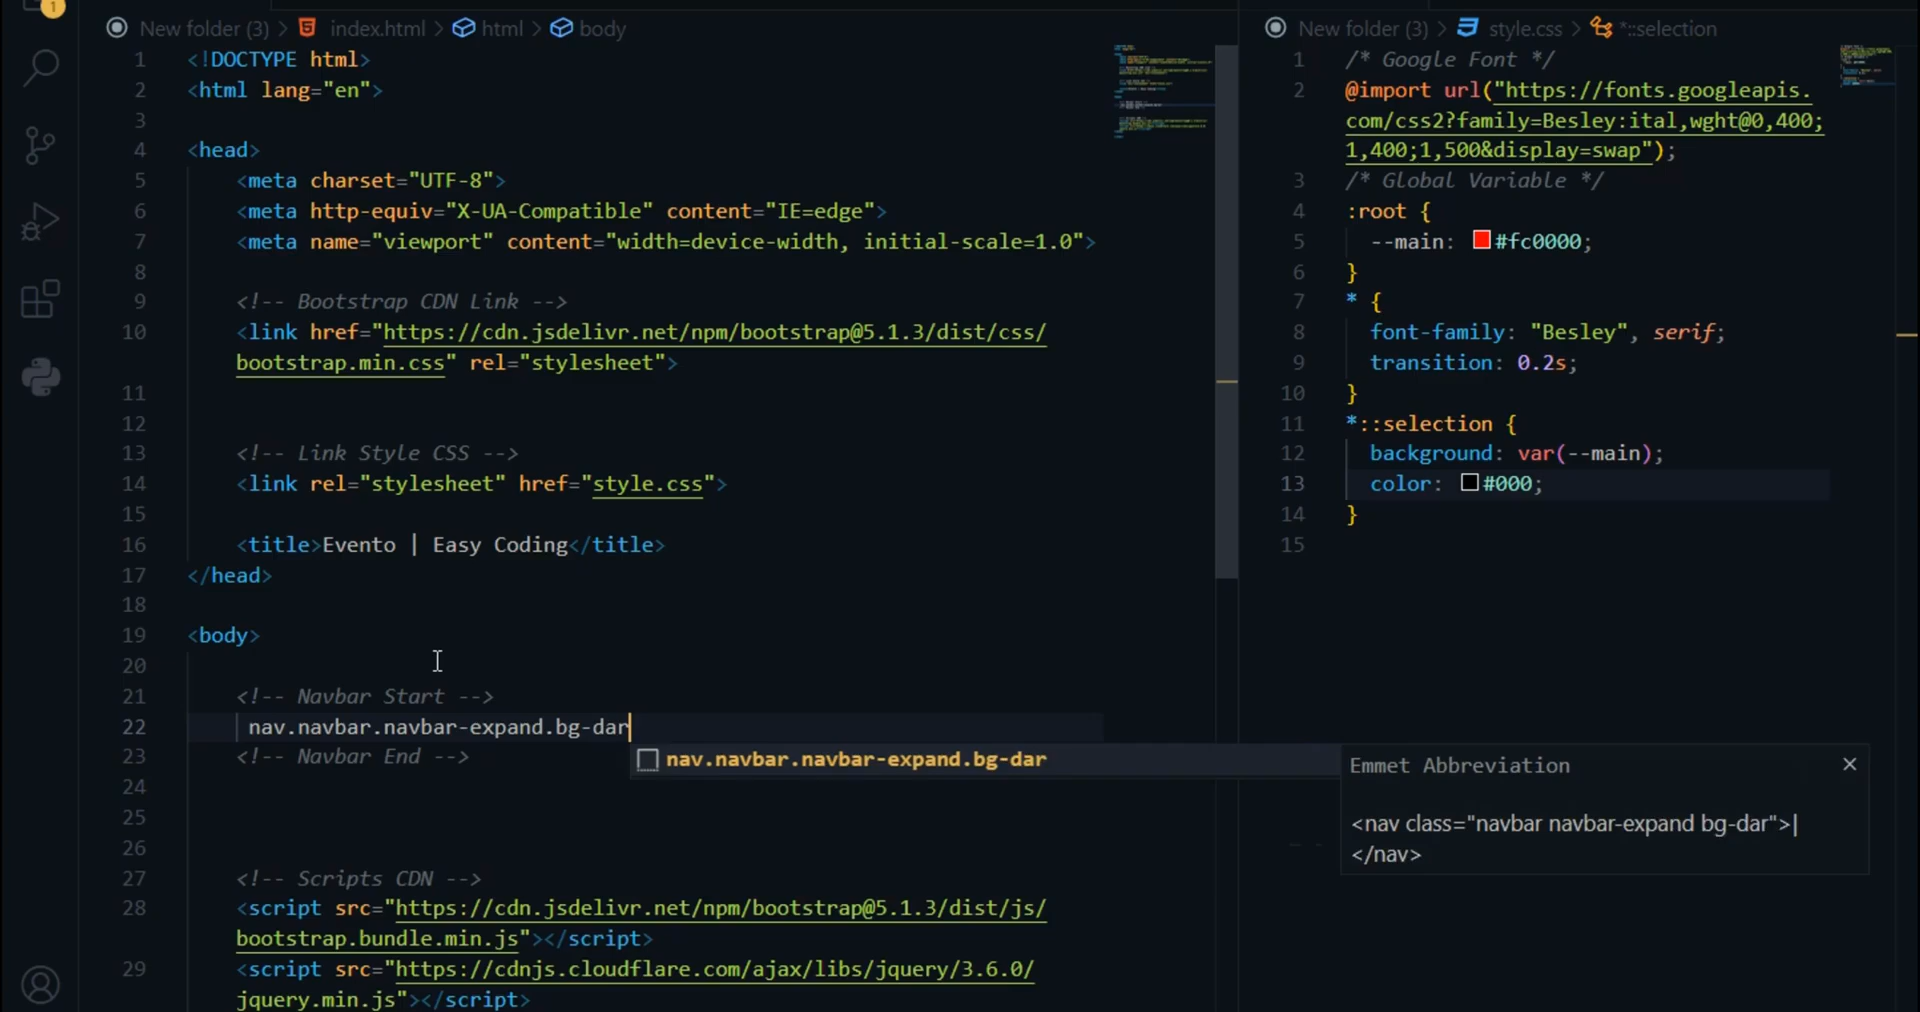 1
New folder (3) > index.html > html > body
1 <!DOCTYPE html>
2 <html lang="en">
3
4 <head>
5 <meta charset="UTF-8">
6 <meta http-equiv="X-UA-Compatible" content="IE=edge">
7 <meta name="viewport" content="width=device-width, initial-scale=1.0">
8
9 <!-- Bootstrap CDN Link -->
10 <link href="https://cdn.jsdelivr.net/npm/bootstrap@5.1.3/dist/css/
bootstrap.min.css" rel="stylesheet">
11
12
13 <!-- Link Style CSS -->
14 <link rel="stylesheet" href="style.css">
15
16 <title>Evento | Easy Coding</title>
17 </head>
18
19 <body>
20
21 <!-- Navbar Start -->
22 nav.navbar.navbar-expand.bg-dar
23 <!-- Navbar End -->
24
25
26
27 <!-- Scripts CDN -->
28 <script src="https://cdn.jsdelivr.net/npm/bootstrap@5.1.3/dist/js/
bootstrap.bundle.min.js"></script>
29 <script src="https://cdnjs.cloudflare.com/ajax/libs/jquery/3.6.0/
jquery.min.js"></script>
nav.navbar.navbar-expand.bg-dar
Emmet Abbreviation
<nav class="navbar navbar-expand bg-dar">|
</nav>
New folder (3) > style.css > *::selection
1 /* Google Font */
2 @import url("https://fonts.googleapis.
com/css2?family=Besley:ital,wght@0,400;
1,400;1,500&display=swap");
3 /* Global Variable */
4 :root {
5 --main: #fc0000;
6 }
7 * {
8 font-family: "Besley", serif;
9 transition: 0.2s;
10 }
11 *::selection {
12 background: var(--main);
13 color: #000;
14 }
15